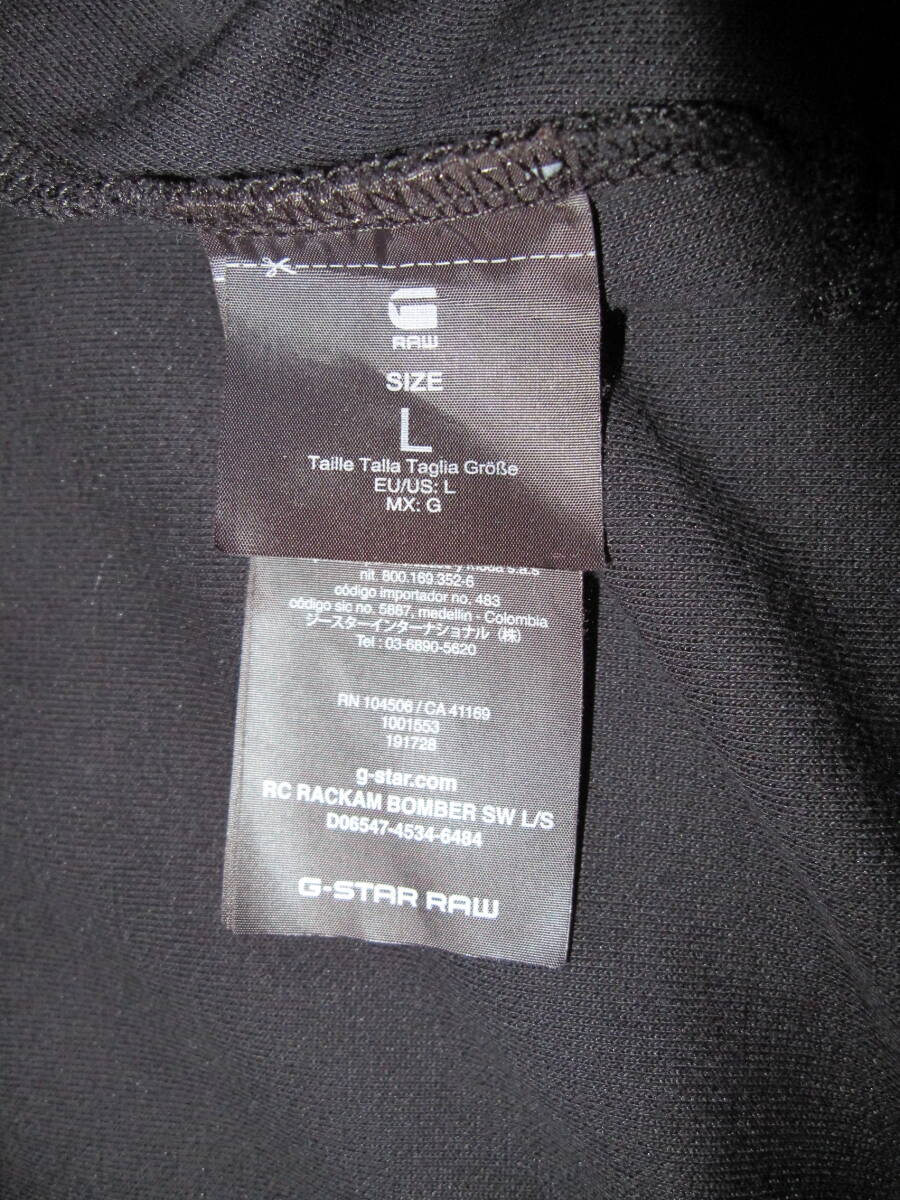 RAW
SIZE
L
Taille Talla Taglia Größe
EU/US: L
MX: G
y moda s.a.s
nit. 800.169.352-6
código importador no. 483
código sic no. 5887, medellin - Colombia
ジースターインターナショナル（株）
Tel : 03-6890-5620
RN 104506 / CA 41169
1001553
191728
g-star.com
RC RACKAM BOMBER SW L/S
D06547-4534-6484
G-STAR RAW